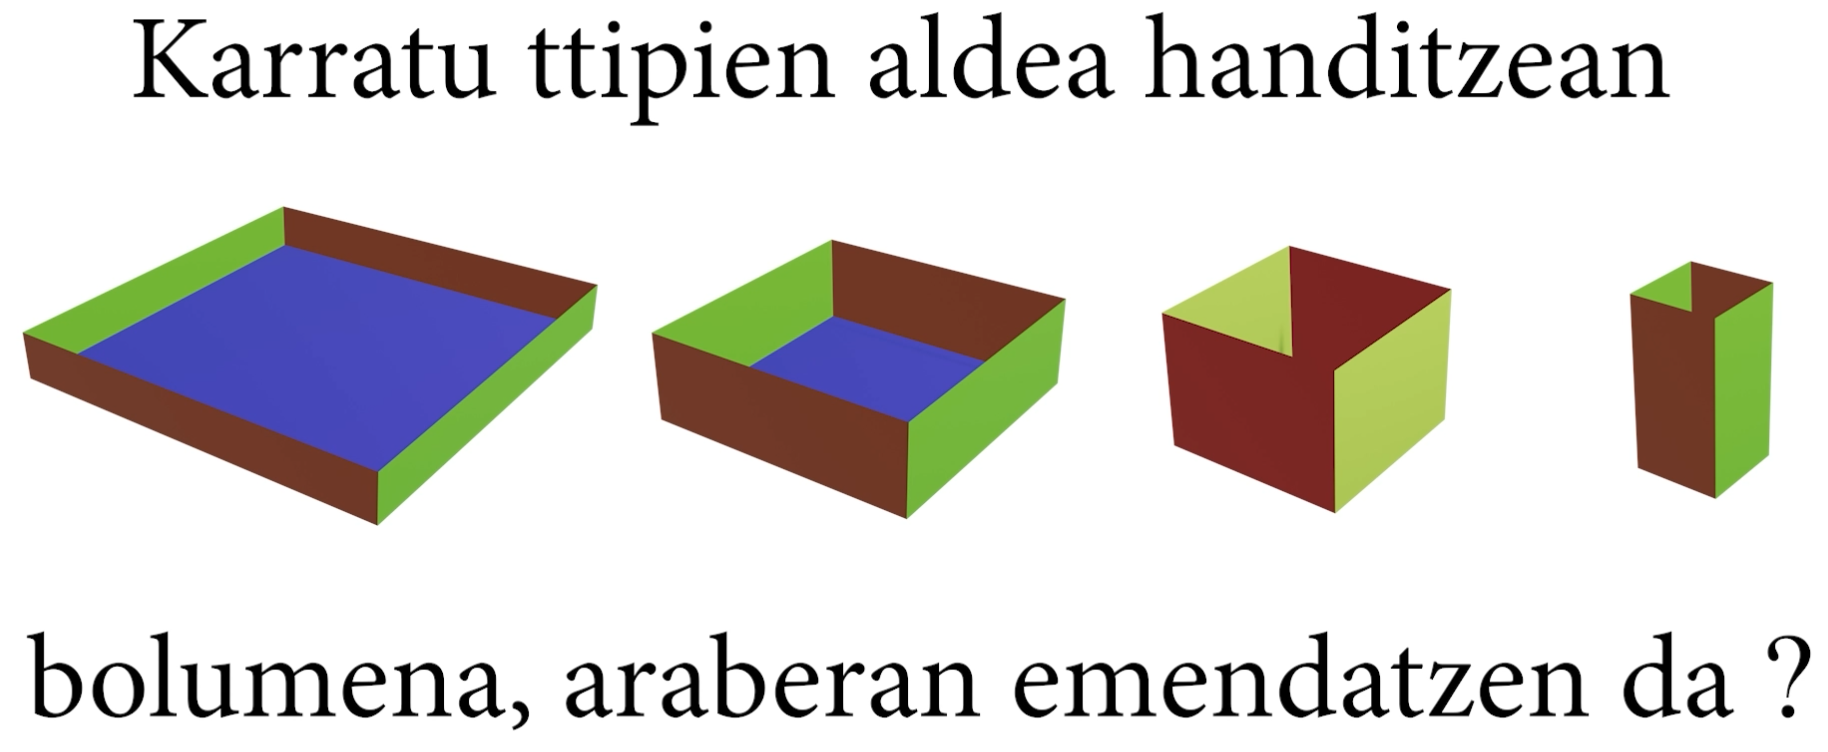 Karratu ttipien aldea handitzean
bolumena, araberan emendatzen da ?